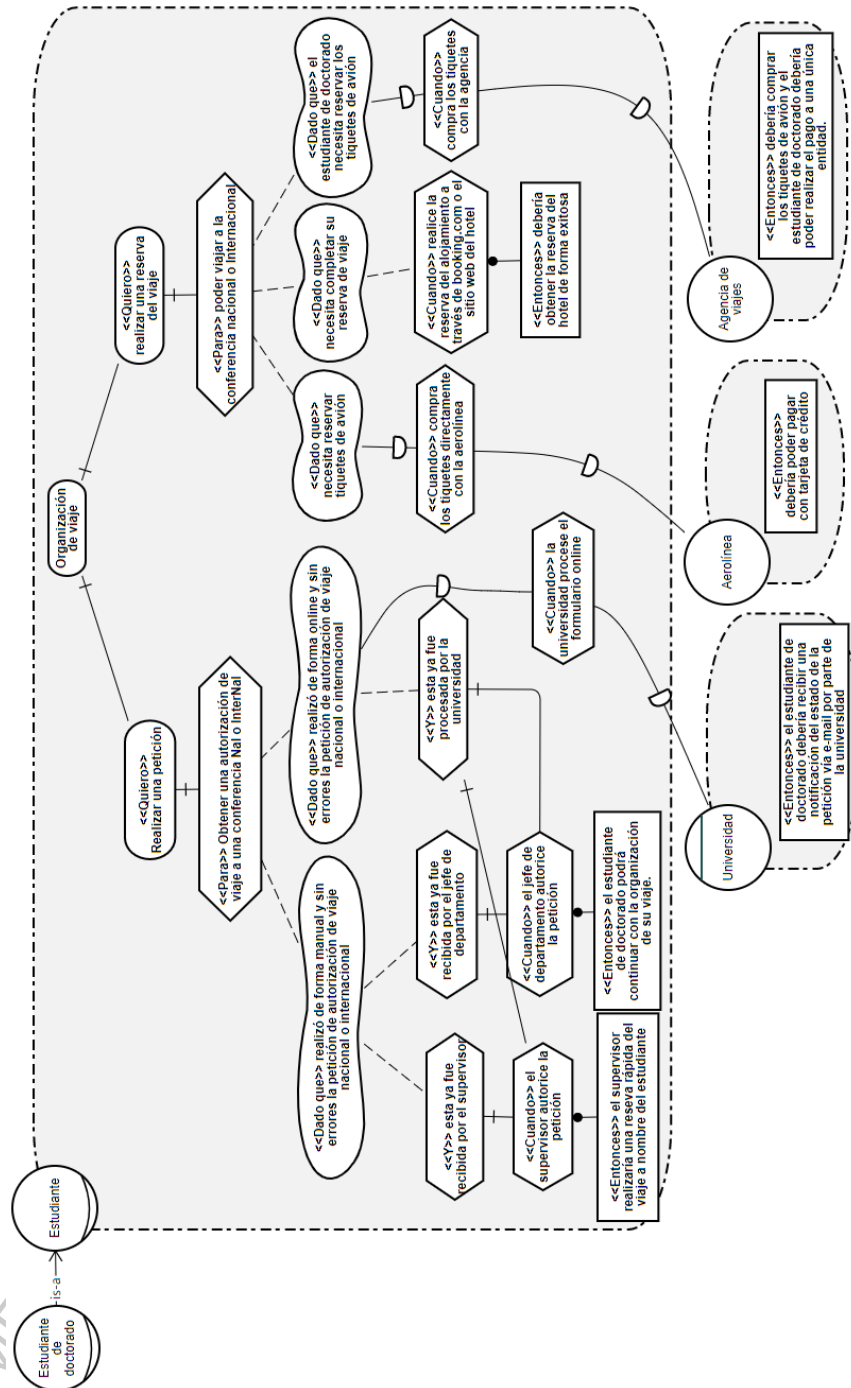 Estudiante
de
doctorado
is-a
Estudiante
Organización
de viaje
<<Quiero>>
Realizar una petición
<<Quiero>>
realizar una reserva
del viaje
<<Para>> Obtener una autorización de
viaje a una conferencia Nal o InterNal
<<Para>> poder viajar a la
conferencia nacional o Internacional
<<Dado que>> realizó de forma manual y sin
errores la petición de autorización de viaje
nacional o internacional
<<Dado que>> realizó de forma online y sin
errores la petición de autorización de viaje
nacional o internacional
<<Dado que>>
necesita reservar
tiquetes de avión
<<Dado que>>
necesita completar su
reserva de viaje
<<Dado que>> el
estudiante de doctorado
necesita reservar los
tiquetes de avión
<<Y>> esta ya fue
recibida por el supervisor
<<Y>> esta ya fue
recibida por el jefe de
departamento
<<Y>> esta ya fue
procesada por la
universidad
<<Cuando>> compra
los tiquetes directamente
con la aerolínea
<<Cuando>> realice la
reserva del alojamiento a
través de booking.com o el
sitio web del hotel
<<Cuando>>
compra los tiquetes
con la agencia
<<Cuando>> el
supervisor autorice la
petición
<<Cuando>> el jefe de
departamento autorice
la petición
<<Cuando>> la
universidad procese el
formulario online
<<Entonces>> debería
obtener la reserva del
hotel de forma exitosa
<<Entonces>> el supervisor
realizaría una reseva rápida del
viaje a nombre del estudiante
<<Entonces>> el estudiante
de doctorado podrá
continuar con la organización
de su viaje.
Universidad
<<Entonces>> el estudiante de
doctorado debería recibir una
notificación del estado de la
petición vía e-mail por parte de
la universidad
Aerolínea
<<Entonces>>
debería poder pagar
con tarjeta de crédito
Agencia de
viajes
<<Entonces>> debería comprar
los tiquetes de avión y el
estudiante de doctorado debería
poder realizar el pago a una única
entidad.